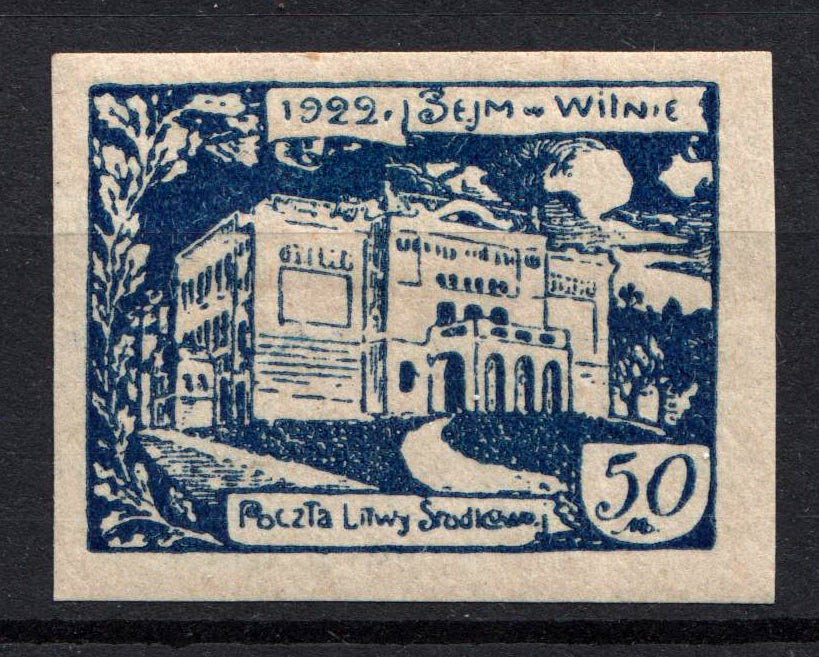 1922. Sejm w Wilnie
50
M.
Poczta Litwy Środkowej